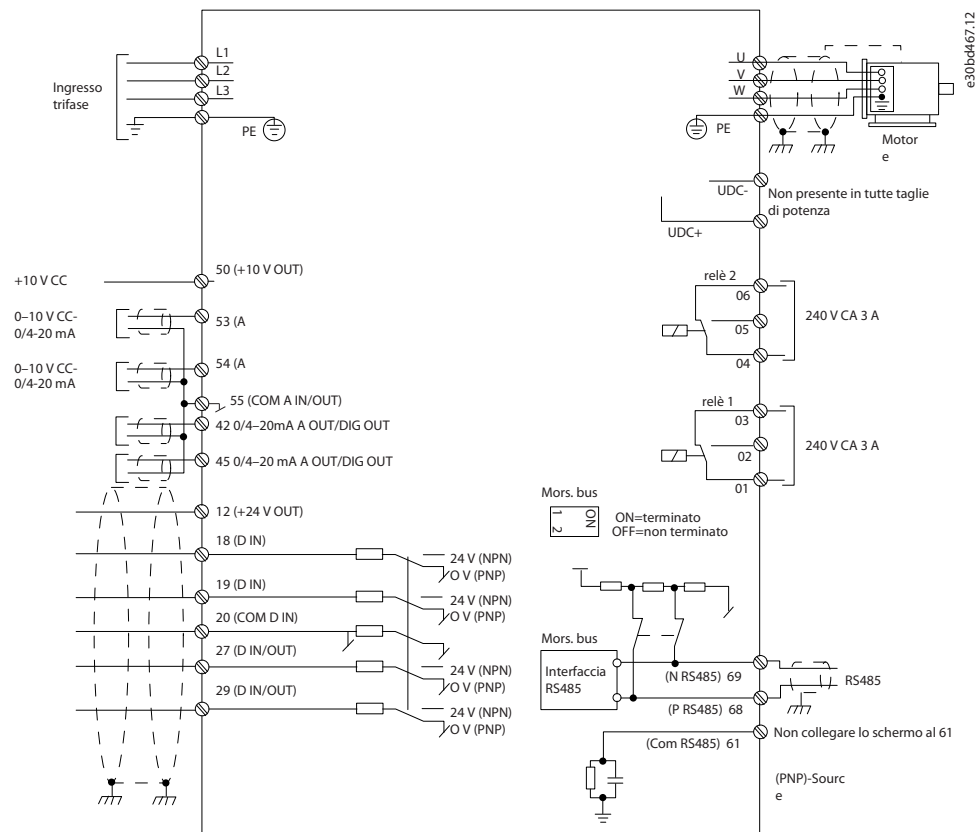 e30bd467.12
Ingresso
trifase
L1
L2
L3
PE
U
V
W
PE
Motor
e
UDC-
Non presente in tutte taglie
di potenza
UDC+
+10 V CC
50 (+10 V OUT)
0–10 V CC-
0/4-20 mA
53 (A
0–10 V CC-
0/4-20 mA
54 (A
55 (COM A IN/OUT)
42 0/4–20mA A OUT/DIG OUT
45 0/4–20 mA A OUT/DIG OUT
12 (+24 V OUT)
18 (D IN)
24 V (NPN)
O V (PNP)
19 (D IN)
24 V (NPN)
O V (PNP)
20 (COM D IN)
27 (D IN/OUT)
24 V (NPN)
O V (PNP)
29 (D IN/OUT)
24 V (NPN)
O V (PNP)
relè 2
06
05
04
240 V CA 3 A
relè 1
03
02
01
240 V CA 3 A
Mors. bus
1 2
ON
ON=terminato
OFF=non terminato
Mors. bus
Interfaccia
RS485
(N RS485) 69
RS485
(P RS485) 68
(Com RS485) 61
Non collegare lo schermo al 61
(PNP)-Sourc
e